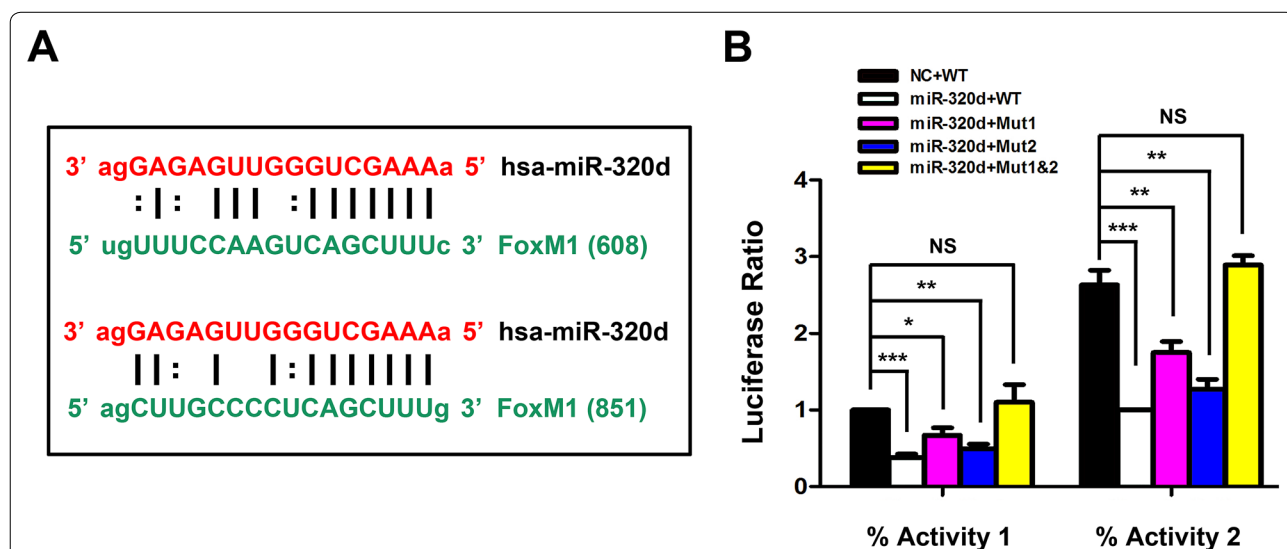 A
3’ agGAGAGUUGGGUCGAAAa 5’ hsa-miR-320d
5’ ugUUUCCAAGUCAGCUUUc 3’ FoxM1 (608)
3’ agGAGAGUUGGGUCGAAAa 5’ hsa-miR-320d
5’ agCUUGCCCCUCAGCUUUg 3’ FoxM1 (851)
B
NC+WT
miR-320d+WT
miR-320d+Mut1
miR-320d+Mut2
miR-320d+Mut1&2
Luciferase Ratio
4
3
2
1
0
NS
**
*
***
NS
**
**
***
% Activity 1
% Activity 2